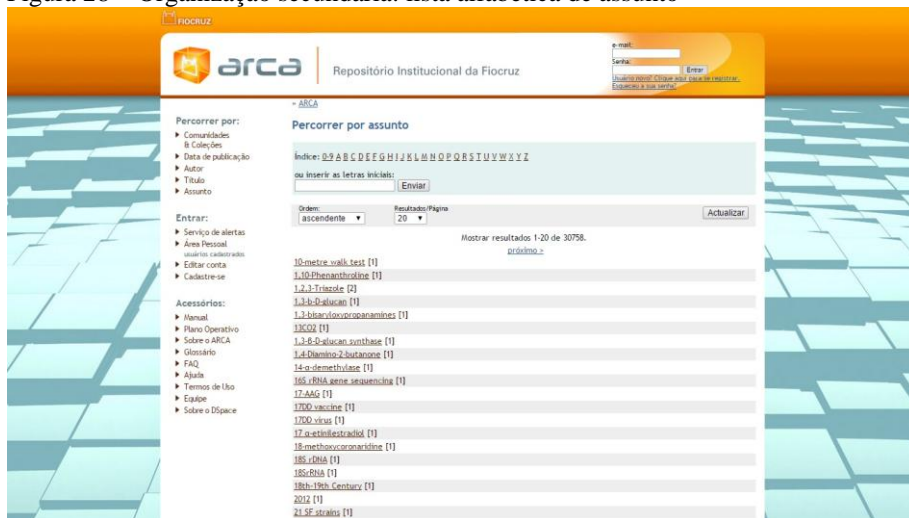 Figura 20 – Organização secundária: lista alfabética de assunto
FIOCRUZ
arca
Repositório Institucional da Fiocruz
e-mail:
Senha:
Entrar
Usuário novo? Clique aqui para se registrar.
Esqueceu a sua senha?
Percorrer por:
Comunidades
& Coleções
Data de publicação
Autor
Título
Assunto
Entrar:
Serviço de alertas
Área Pessoal
usuários cadastrados
Editar conta
Cadastre-se
Acessórios:
Manual
Plano Operativo
Sobre o ARCA
Glossário
FAQ
Ajuda
Termos de Uso
Equipe
Sobre o DSpace
ARCA
Percorrer por assunto
Índice: 0-9 A B C D E F G H I J K L M N O P Q R S T U V W X Y Z
ou inserir as letras iniciais:
Enviar
Ordem:
ascendente
Resultados/Página
20
Actualizar
Mostrar resultados 1-20 de 30758.
próximo >
10-metre walk test [1]
1,10-Phenanthroline [1]
1,2,3-Triazole [2]
1,3-b-D-glucan [1]
1,3-bisaryloxypropanamines [1]
13CO2 [1]
1,3-β-D-glucan synthase [1]
1,4-Diamino-2-butanone [1]
14-α-demethylase [1]
16S rRNA gene sequencing [1]
17-AAG [1]
17DD vaccine [1]
17DD virus [1]
17 α-etinilestradiol [1]
18-methoxycoronaridine [1]
18S rDNA [1]
18SrRNA [1]
18th-19th Century [1]
2012 [1]
21 SF strains [1]